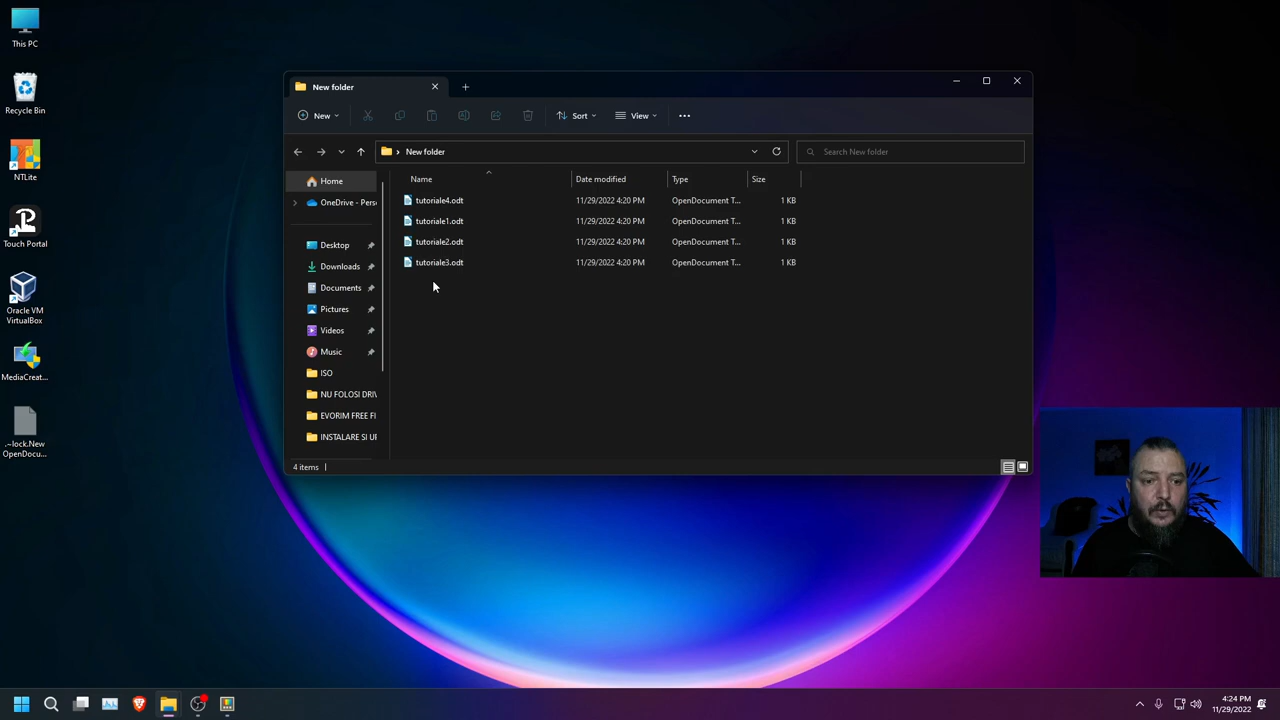 This PC
Recycle Bin
NTLite
Touch Portal
Oracle VM
VirtualBox
MediaCreat...
.~lock.New
OpenDocu...
New folder
New
Sort
View
New folder
Search New folder
Home
OneDrive - Perso
Desktop
Downloads
Documents
Pictures
Videos
Music
ISO
NU FOLOSI DRIV
EVORIM FREE FI
INSTALARE SI UP
Name
Date modified
Type
Size
tutoriale4.odt 11/29/2022 4:20 PM OpenDocument T... 1 KB
tutoriale1.odt 11/29/2022 4:20 PM OpenDocument T... 1 KB
tutoriale2.odt 11/29/2022 4:20 PM OpenDocument T... 1 KB
tutoriale3.odt 11/29/2022 4:20 PM OpenDocument T... 1 KB
4 items
4:24 PM
11/29/2022